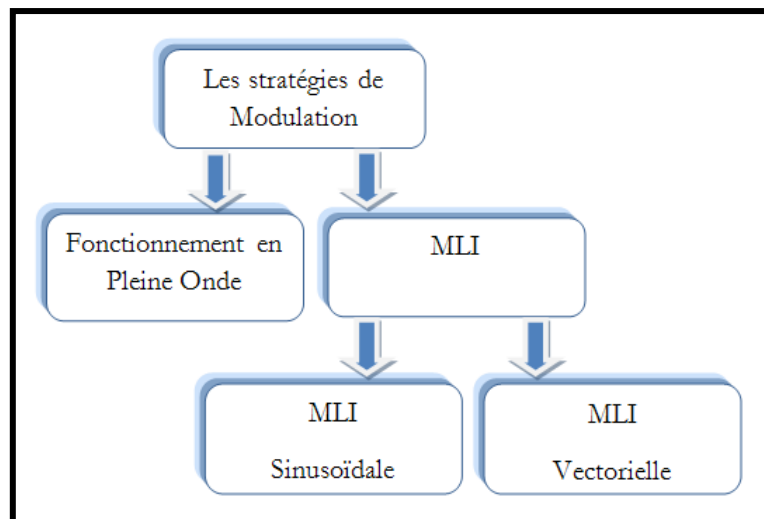 Les stratégies de
Modulation
Fonctionnement en
Pleine Onde
MLI
MLI
Sinusoïdale
MLI
Vectorielle